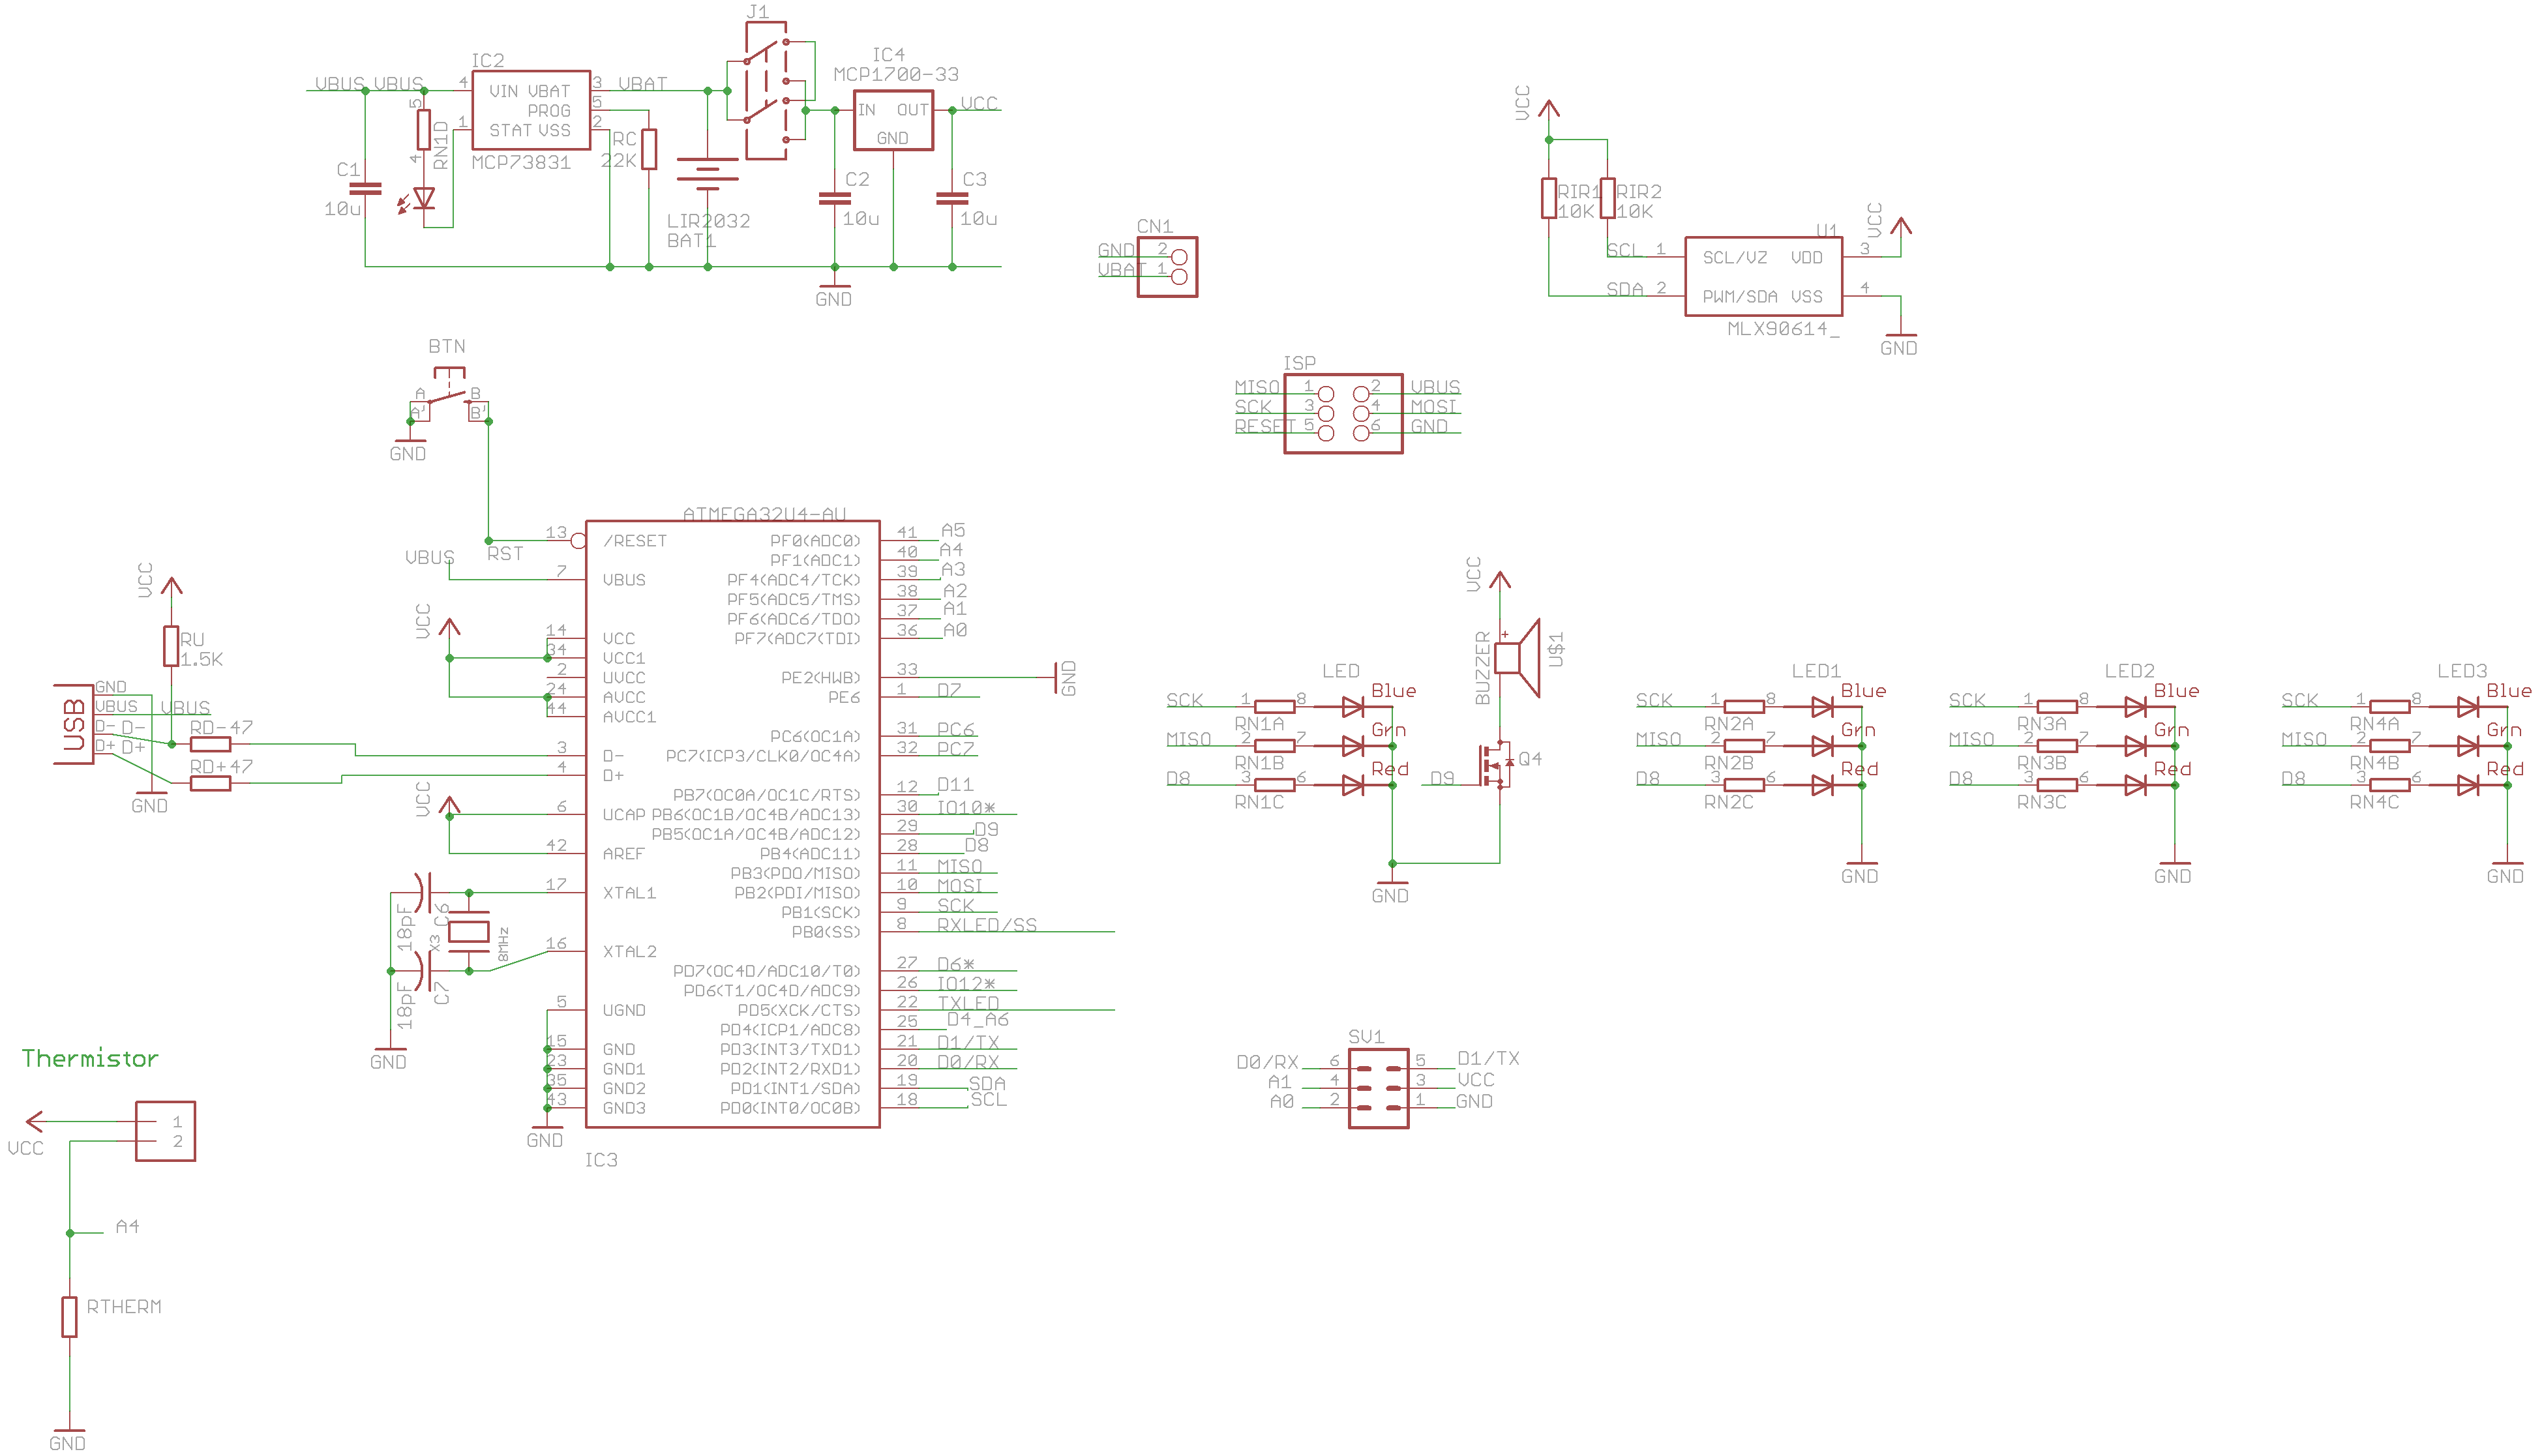 J1
IC2
VBUS VBUS 4 VIN VBAT 3 VBAT
5 PROG
1 STAT VSS 2
MCP73831
5
RN1D
4
C1
10u
RC
22K
LIR2032
BAT1
IC4
MCP1700-33
IN OUT VCC
GND
C2
10u
C3
10u
GND
CN1
GND 2
VBAT 1
VCC
RIR1
10K
RIR2
10K
VCC
U1
SCL 1 SCL/VZ VDD 3
SDA 2 PWM/SDA VSS 4
MLX90614_
GND
BTN
A B
A' B'
GND
ISP
MISO 1 2 VBUS
SCK 3 4 MOSI
RESET 5 6 GND
ATMEGA32U4-AU
RST 13 /RESET
VBUS 7 VBUS
VCC
14 VCC
34 VCC1
2 UVCC
24 AVCC
44 AVCC1
3 D-
4 D+
VCC
6 UCAP
42 AREF
17 XTAL1
16 XTAL2
5 UGND
15 GND
23 GND1
35 GND2
43 GND3
GND
IC3
PF0(ADC0) 41 A5
PF1(ADC1) 40 A4
PF4(ADC4/TCK) 39 A3
PF5(ADC5/TMS) 38 A2
PF6(ADC6/TDO) 37 A1
PF7(ADC7(TDI) 36 A0
PE2(HWB) 33 GND
PE6 1 D7
PC6(OC1A) 31 PC6
PC7(ICP3/CLK0/OC4A) 32 PC7
PB7(OC0A/OC1C/RTS) 12 D11
PB6(OC1B/OC4B/ADC13) 30 IO10*
PB5(OC1A/OC4B/ADC12) 29 D9
PB4(ADC11) 28 D8
PB3(PDO/MISO) 11 MISO
PB2(PDI/MISO) 10 MOSI
PB1(SCK) 9 SCK
PB0(SS) 8 RXLED/SS
PD7(OC4D/ADC10/T0) 27 D6*
PD6(T1/OC4D/ADC9) 26 IO12*
PD5(XCK/CTS) 22 TXLED
PD4(ICP1/ADC8) 25 D4_A6
PD3(INT3/TXD1) 21 D1/TX
PD2(INT2/RXD1) 20 D0/RX
PD1(INT1/SDA) 19 SDA
PD0(INT0/OC0B) 18 SCL
VCC
RU
1.5K
USB
GND
VBUS VBUS
D- D- RD-47
D+ D+ RD+47
GND
18pF C6
X3 8MHz
18pF C7
GND
VCC
BUZZER U$1
+
D9 Q4
LED
SCK 1 8 Blue
RN1A
MISO 2 7 Grn
RN1B
D8 3 6 Red
RN1C
GND
LED1
SCK 1 8 Blue
RN2A
MISO 2 7 Grn
RN2B
D8 3 6 Red
RN2C
GND
LED2
SCK 1 8 Blue
RN3A
MISO 2 7 Grn
RN3B
D8 3 6 Red
RN3C
GND
LED3
SCK 1 8 Blue
RN4A
MISO 2 7 Grn
RN4B
D8 3 6 Red
RN4C
GND
SV1
D0/RX 6 5 D1/TX
A1 4 3 VCC
A0 2 1 GND
Thermistor
1
2
VCC
A4
RTHERM
GND